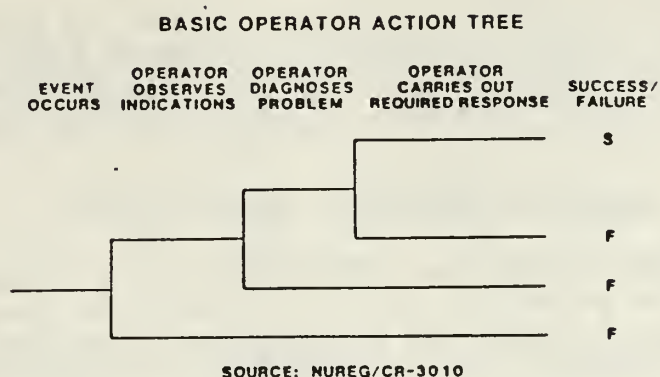 BASIC OPERATOR ACTION TREE
EVENT OCCURS
OPERATOR OBSERVES INDICATIONS
OPERATOR DIAGNOSES PROBLEM
OPERATOR CARRIES OUT REQUIRED RESPONSE
SUCCESS/ FAILURE
S
F
F
F
SOURCE: NUREG/CR-3010